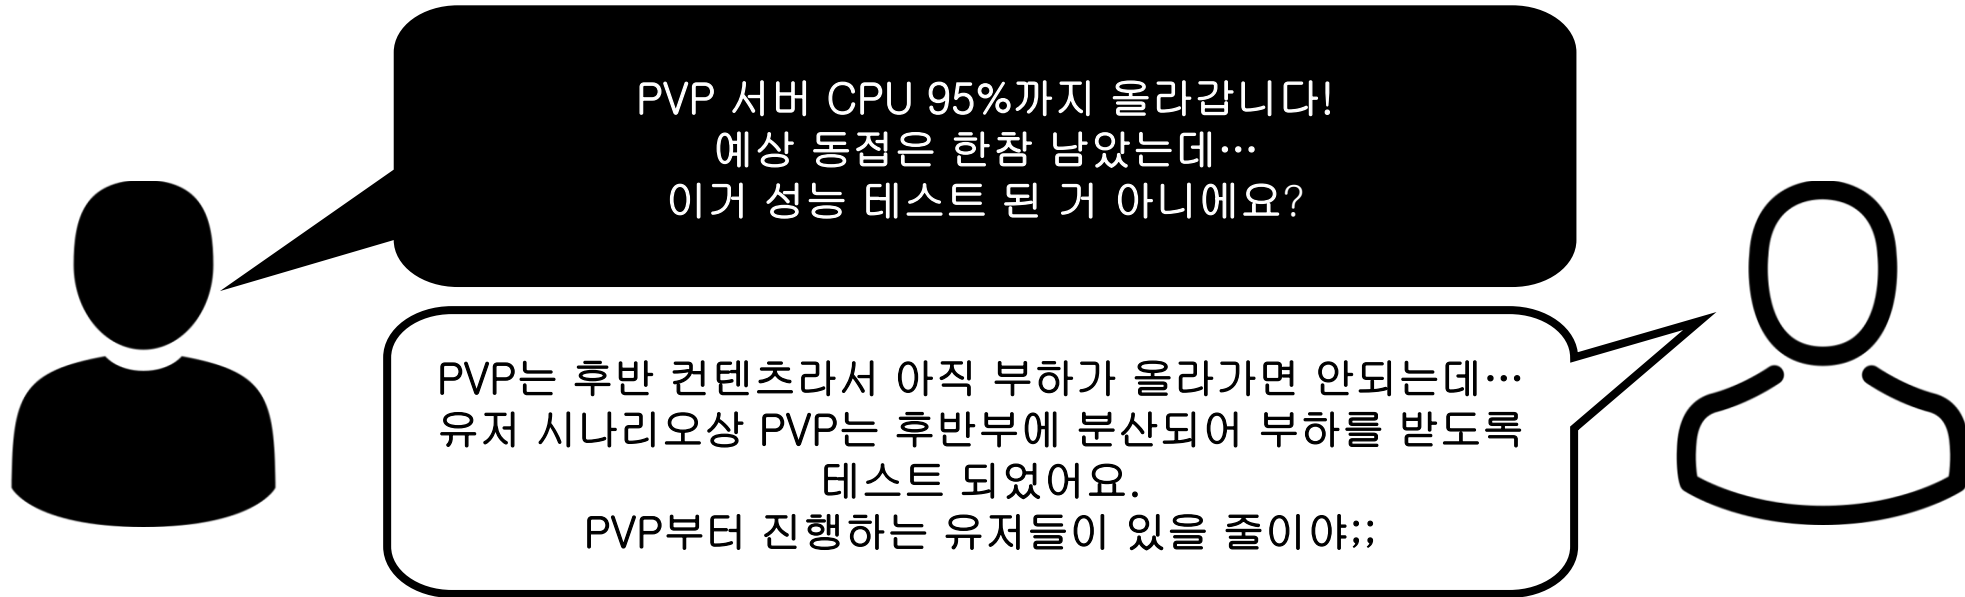 PVP 서버 CPU 95%까지 올라갑니다!
예상 동접은 한참 남았는데…
이거 성능 테스트 된 거 아니에요?
PVP는 후반 컨텐츠라서 아직 부하가 올라가면 안되는데…
유저 시나리오상 PVP는 후반부에 분산되어 부하를 받도록
테스트 되었어요.
PVP부터 진행하는 유저들이 있을 줄이야;;